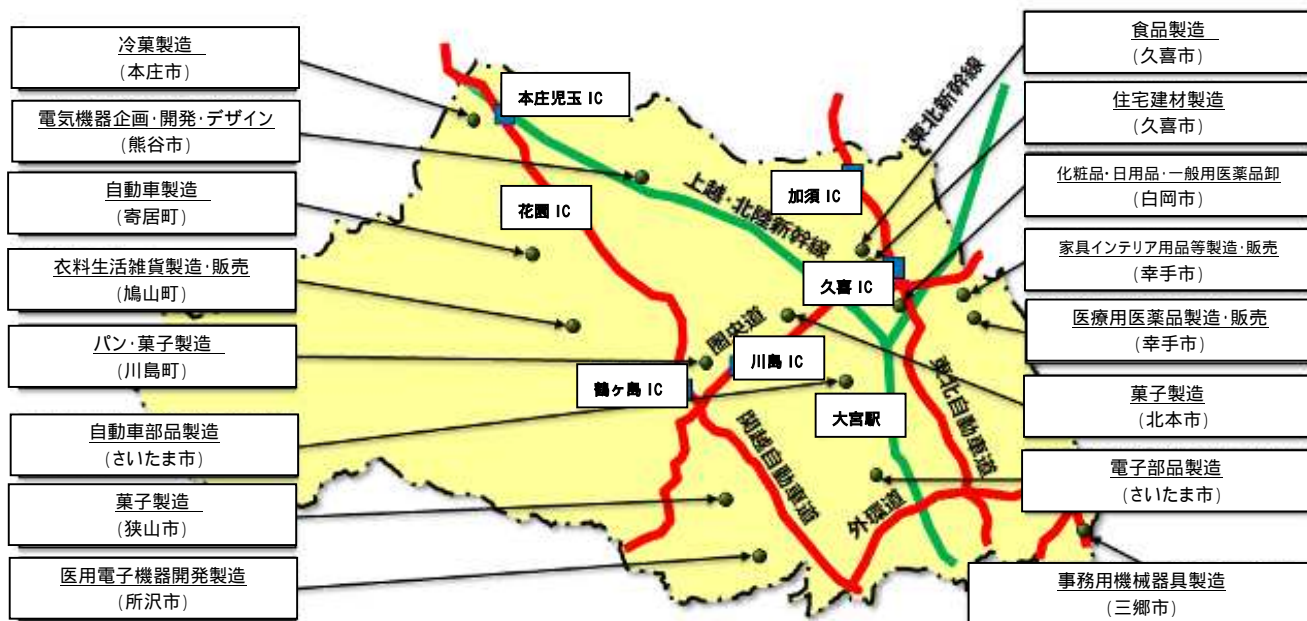 冷菓製造
(本庄市)
電気機器企画・開発・デザイン
(熊谷市)
自動車製造
(寄居町)
衣料生活雑貨製造・販売
(鳩山町)
パン・菓子製造
(川島町)
自動車部品製造
(さいたま市)
菓子製造
(狭山市)
医用電子機器開発製造
(所沢市)
本庄児玉 IC
花園 IC
上越・北陸新幹線
東北新幹線
加須 IC
久喜 IC
圏央道
川島 IC
鶴ヶ島 IC
大宮駅
東北自動車道
関越自動車道
外環道
食品製造
(久喜市)
住宅建材製造
(久喜市)
化粧品・日用品・一般用医薬品卸
(白岡市)
家具インテリア用品等製造・販売
(幸手市)
医療用医薬品製造・販売
(幸手市)
菓子製造
(北本市)
電子部品製造
(さいたま市)
事務用機械器具製造
(三郷市)